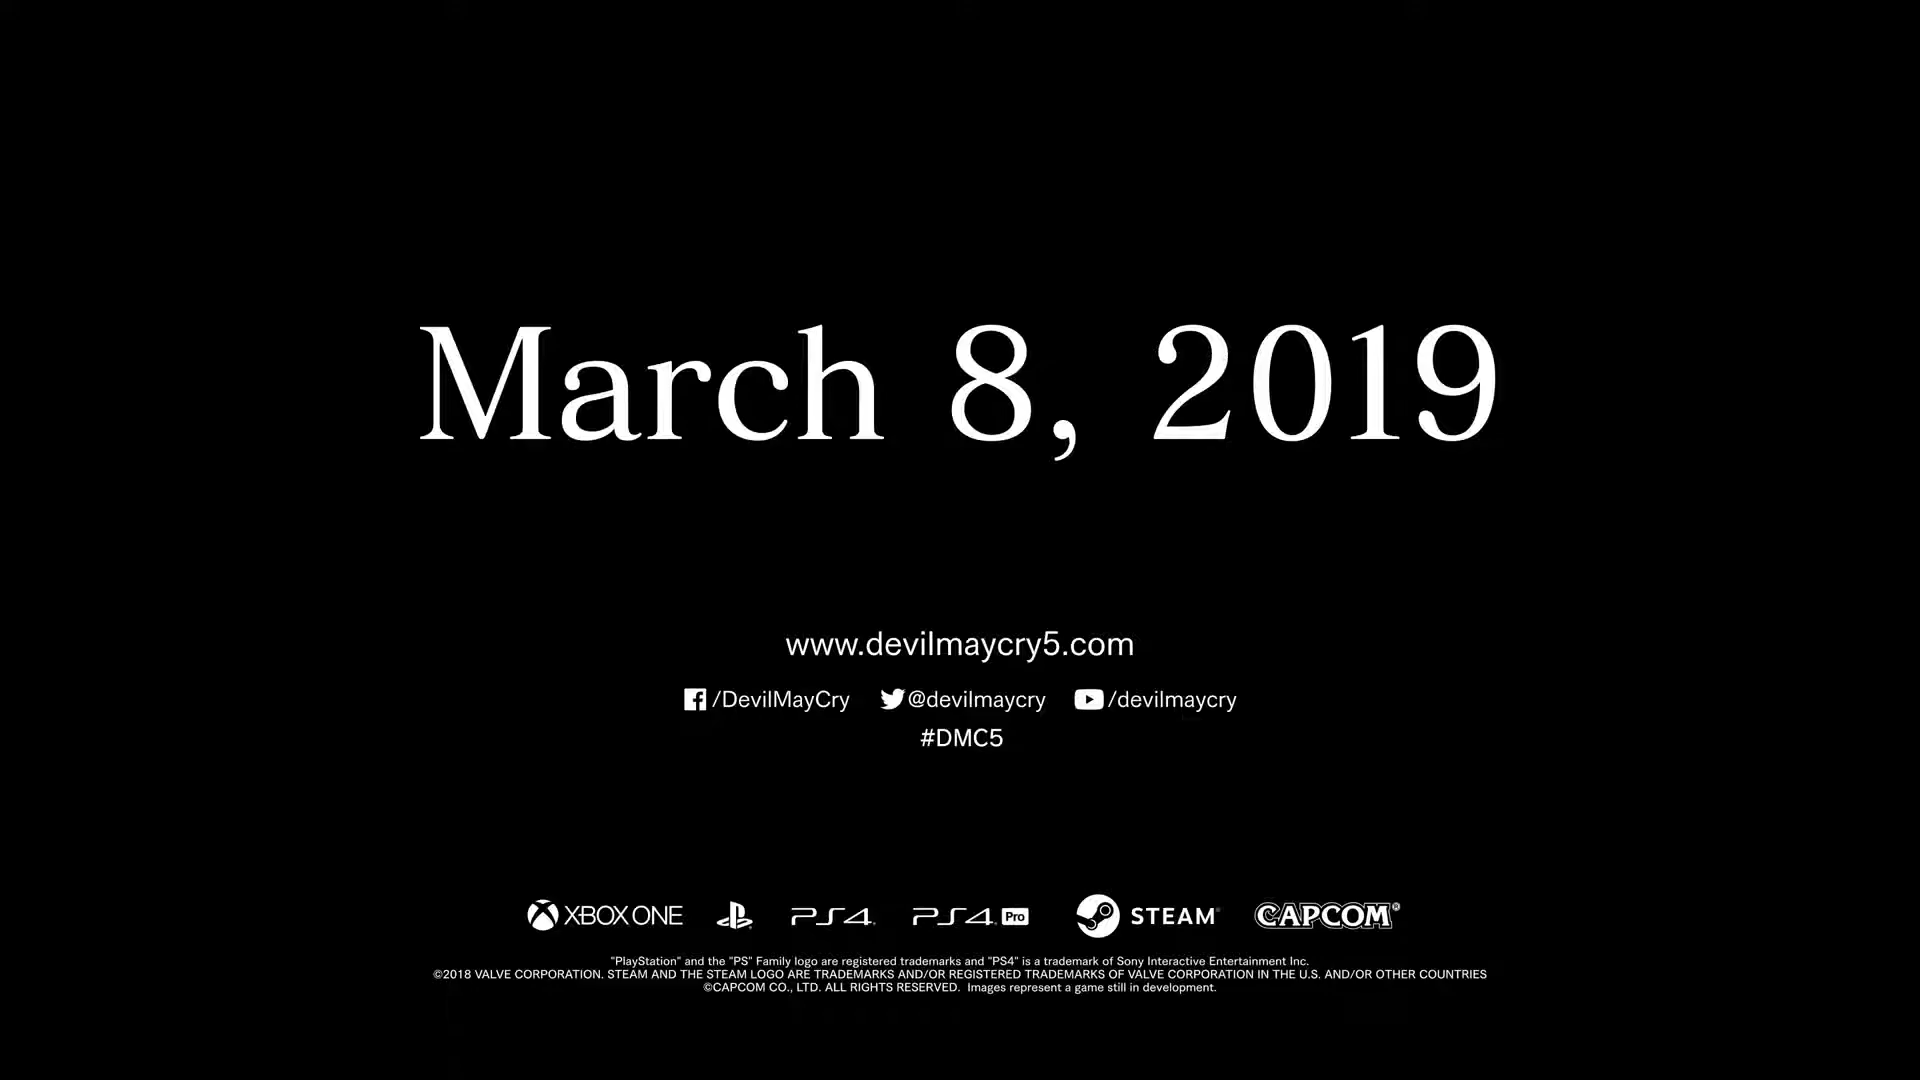 March 8, 2019
www.devilmaycry5.com
/DevilMayCry @devilmaycry /devilmaycry
#DMC5
XBOX ONE PS4 PS4 Pro STEAM® CAPCOM®
"PlayStation" and the "PS" Family logo are registered trademarks and "PS4" is a trademark of Sony Interactive Entertainment Inc.
©2018 VALVE CORPORATION. STEAM AND THE STEAM LOGO ARE TRADEMARKS AND/OR REGISTERED TRADEMARKS OF VALVE CORPORATION IN THE U.S. AND/OR OTHER COUNTRIES
©CAPCOM CO., LTD. ALL RIGHTS RESERVED. Images represent a game still in development.